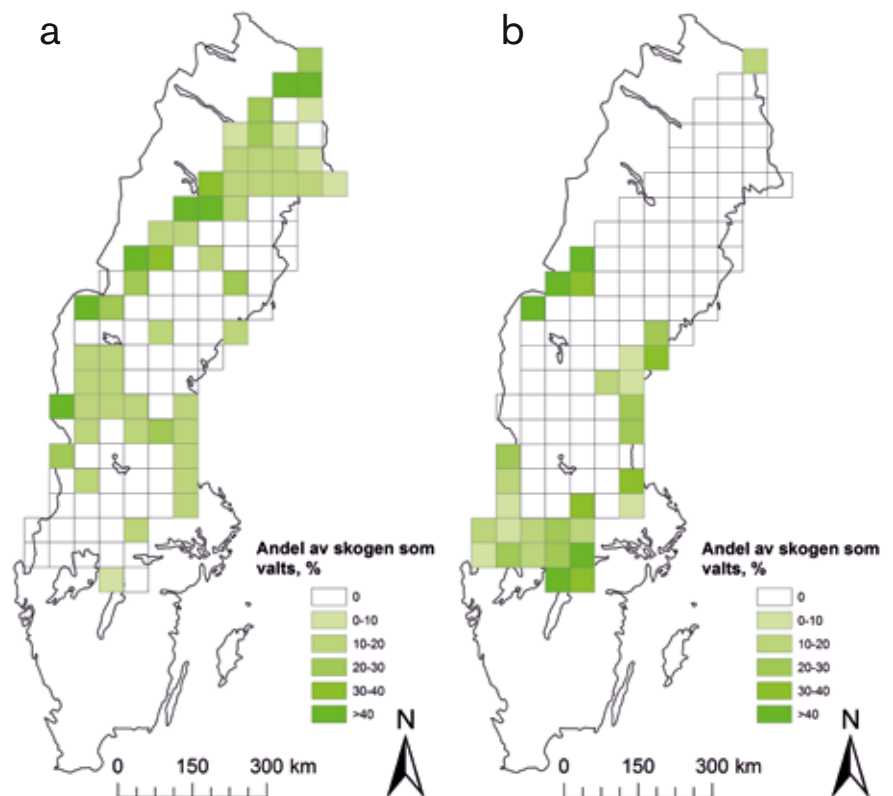 a
b
Andel av skogen som
valts, %
0
0-10
10-20
20-30
30-40
>40
N
0 150 300 km
Andel av skogen som
valts, %
0
0-10
10-20
20-30
30-40
>40
N
0 150 300 km